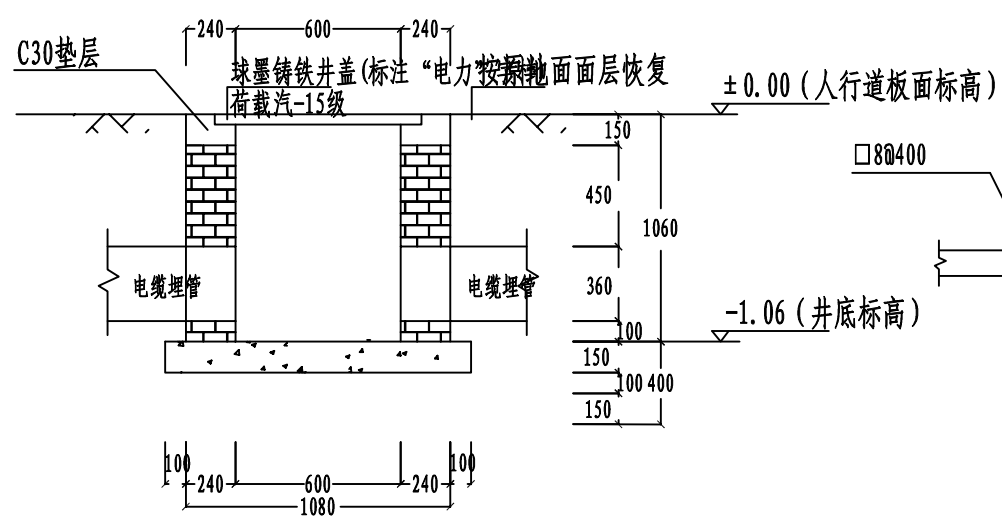 240 600 240
C30垫层
球墨铸铁井盖(标注“电力” 按原地面面层恢复
荷载汽-15级
±0.00(人行道板面标高)
150
□8@400
450
1060
电缆埋管 电缆埋管 360
-1.06(井底标高)
100
150
100 400
150
100 100
240 600 240
1080